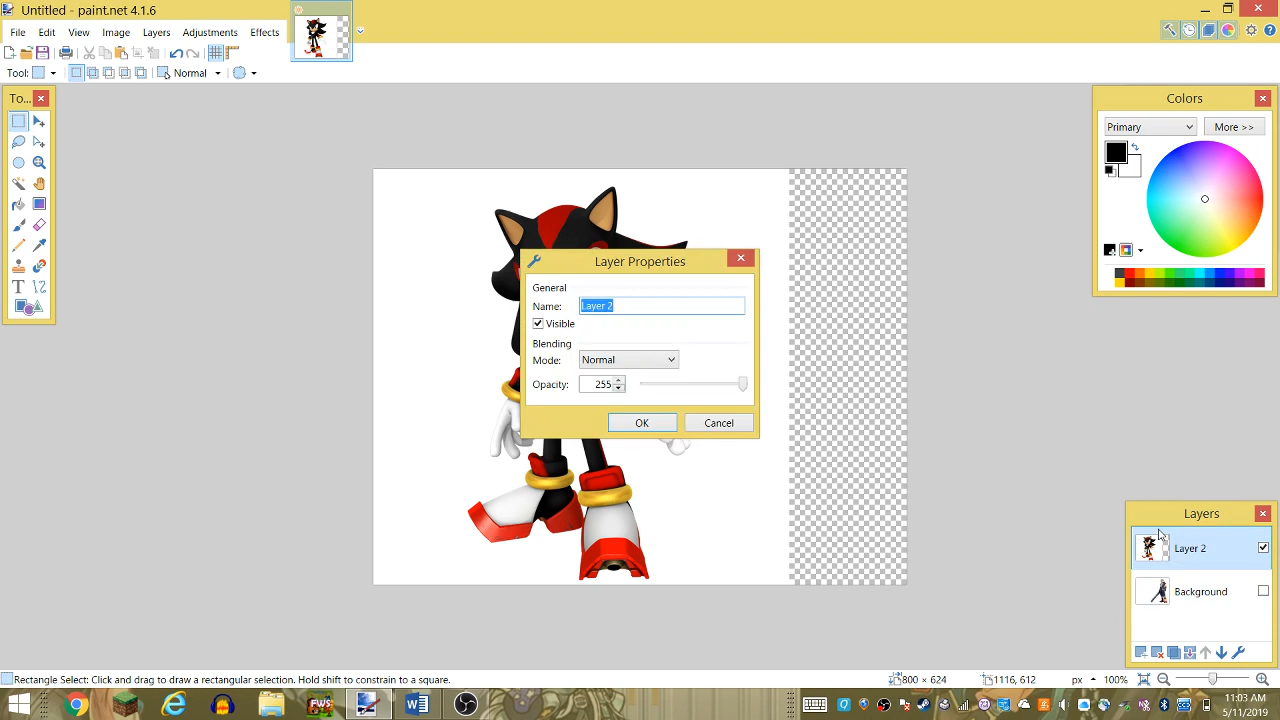 Untitled - paint.net 4.1.6
File Edit View Image Layers Adjustments Effects
Tool: Normal
To...
Colors
Primary More >>
Layer Properties
General
Name: Layer 2
Visible
Blending
Mode: Normal
Opacity: 255
OK Cancel
Layers
Layer 2
Background
Rectangle Select: Click and drag to draw a rectangular selection. Hold shift to constrain to a square. 800 × 624 1116, 612 px 100%
FWS
11:03 AM
5/11/2019